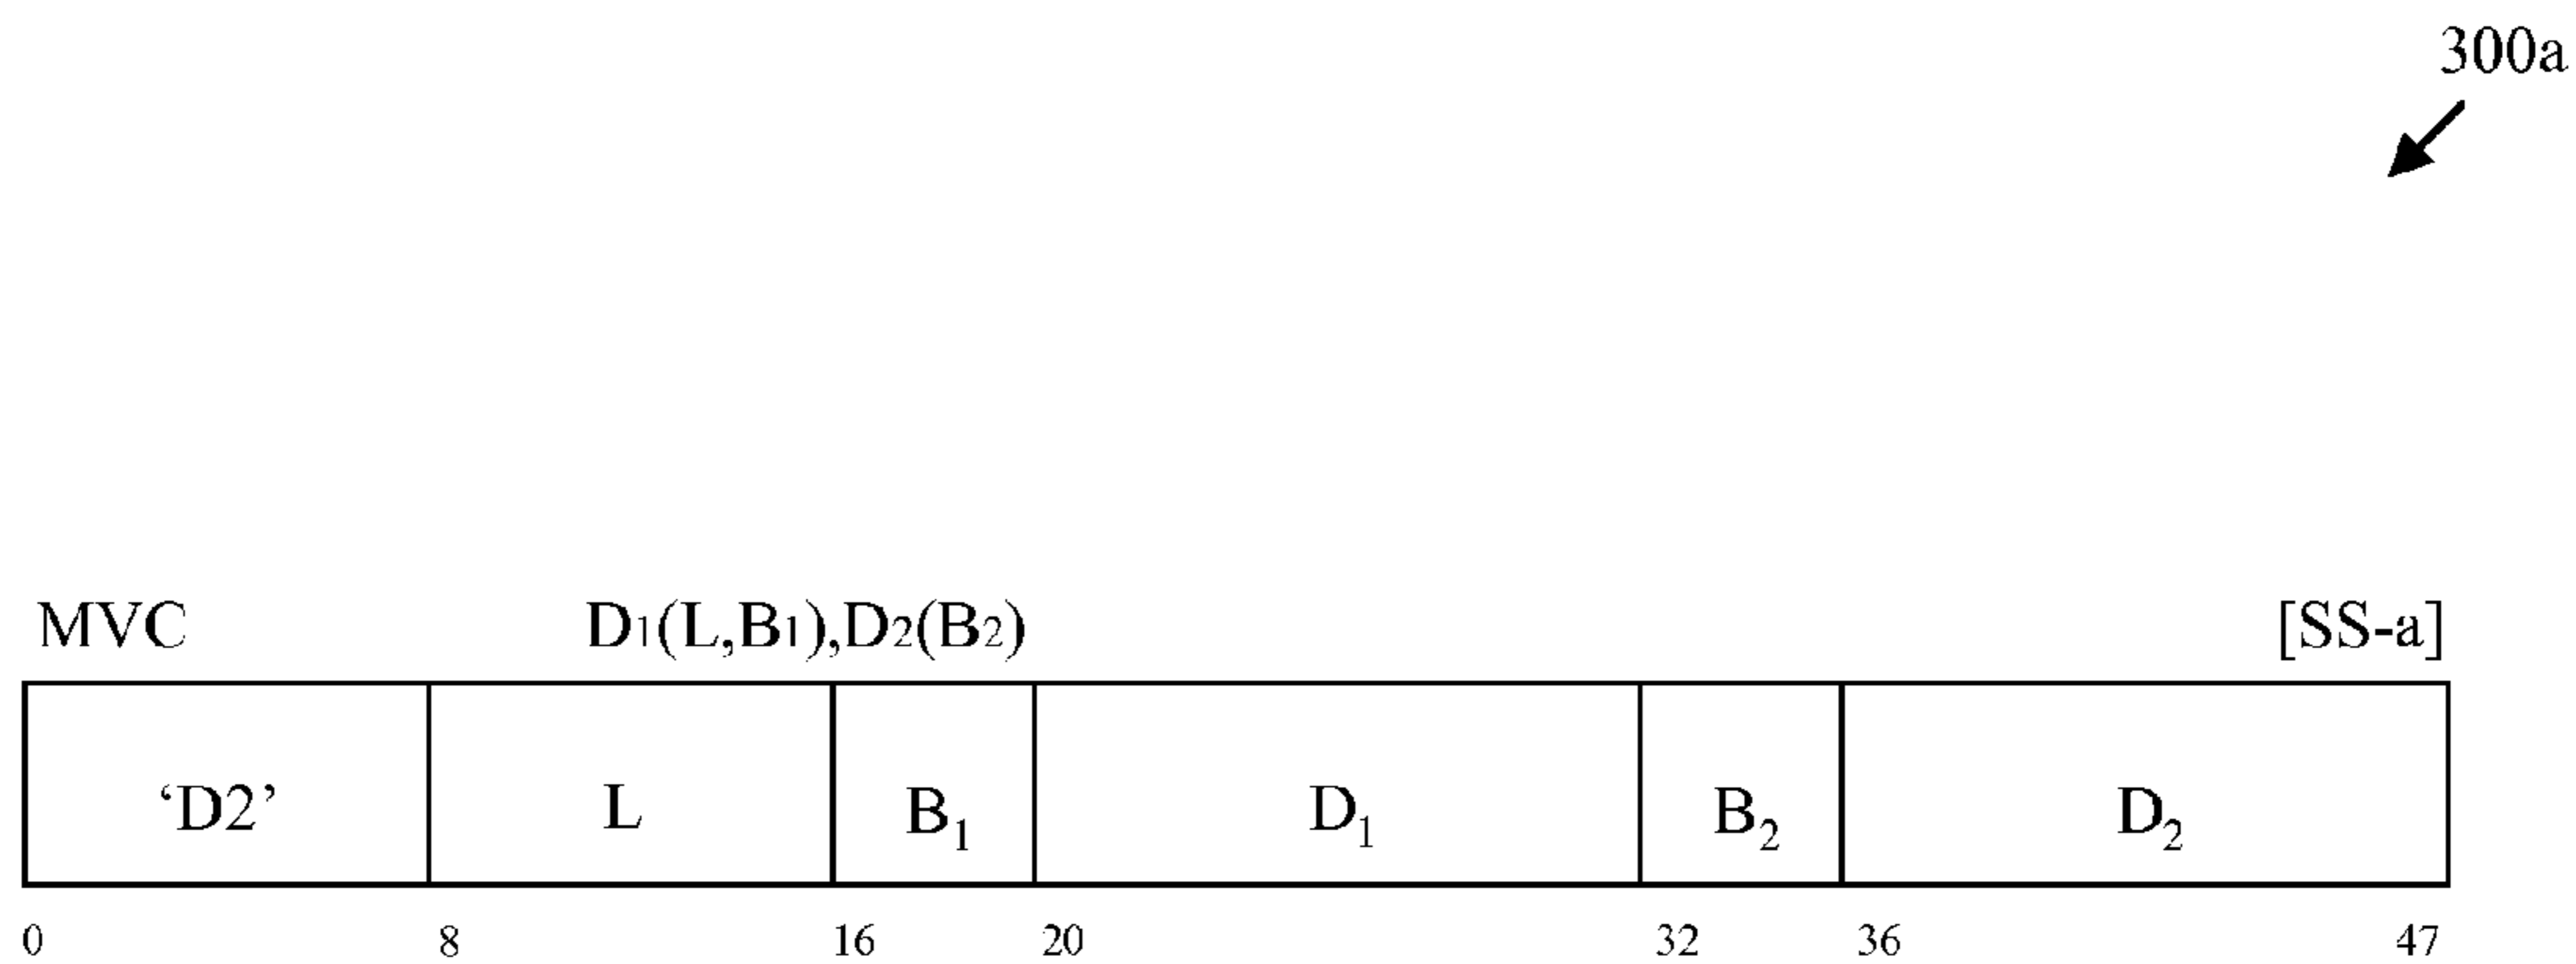 300a
MVC D1(L,B1),D2(B2) [SS-a]
‘D2’ L B₁ D₁ B₂ D₂
0 8 16 20 32 36 47